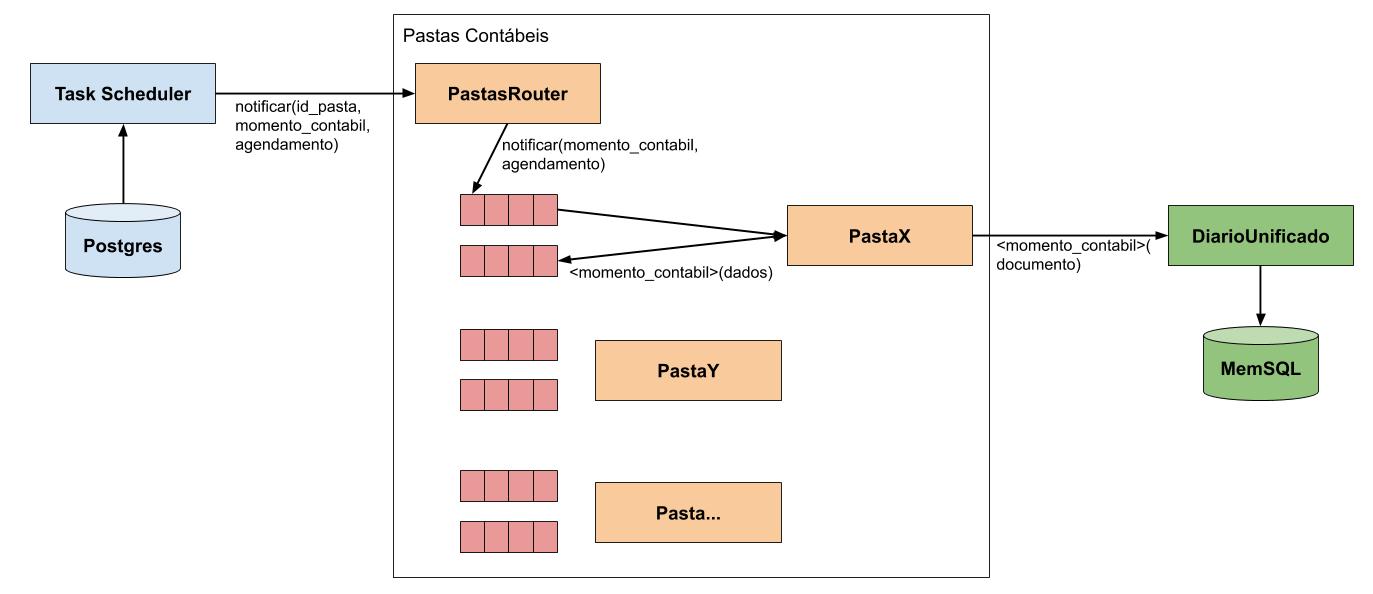 Pastas Contábeis
Task Scheduler
notificar(id_pasta,
momento_contabil,
agendamento)
PastasRouter
notificar(momento_contabil,
agendamento)
Postgres
PastaX
<momento_contabil>(dados)
<momento_contabil>(
documento)
DiarioUnificado
MemSQL
PastaY
Pasta...